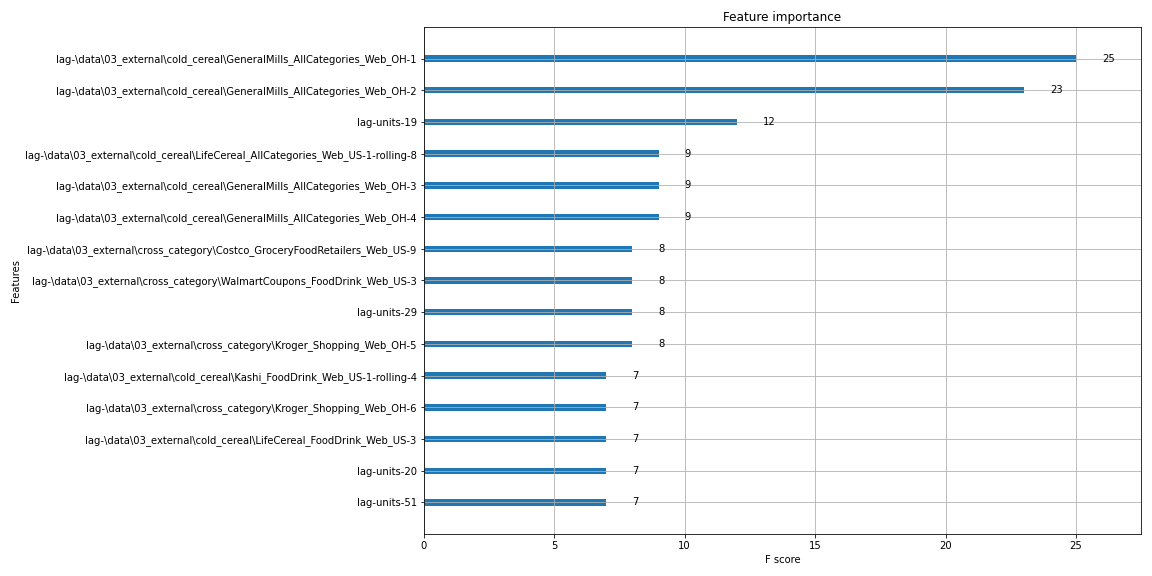 Feature importance
Features
lag-\data\03_external\cold_cereal\GeneralMills_AllCategories_Web_OH-1 25
lag-\data\03_external\cold_cereal\GeneralMills_AllCategories_Web_OH-2 23
lag-units-19 12
lag-\data\03_external\cold_cereal\LifeCereal_AllCategories_Web_US-1-rolling-8 9
lag-\data\03_external\cold_cereal\GeneralMills_AllCategories_Web_OH-3 9
lag-\data\03_external\cold_cereal\GeneralMills_AllCategories_Web_OH-4 9
lag-\data\03_external\cross_category\Costco_GroceryFoodRetailers_Web_US-9 8
lag-\data\03_external\cross_category\WalmartCoupons_FoodDrink_Web_US-3 8
lag-units-29 8
lag-\data\03_external\cross_category\Kroger_Shopping_Web_OH-5 8
lag-\data\03_external\cold_cereal\Kashi_FoodDrink_Web_US-1-rolling-4 7
lag-\data\03_external\cross_category\Kroger_Shopping_Web_OH-6 7
lag-\data\03_external\cold_cereal\LifeCereal_FoodDrink_Web_US-3 7
lag-units-20 7
lag-units-51 7
0 5 10 15 20 25
F score